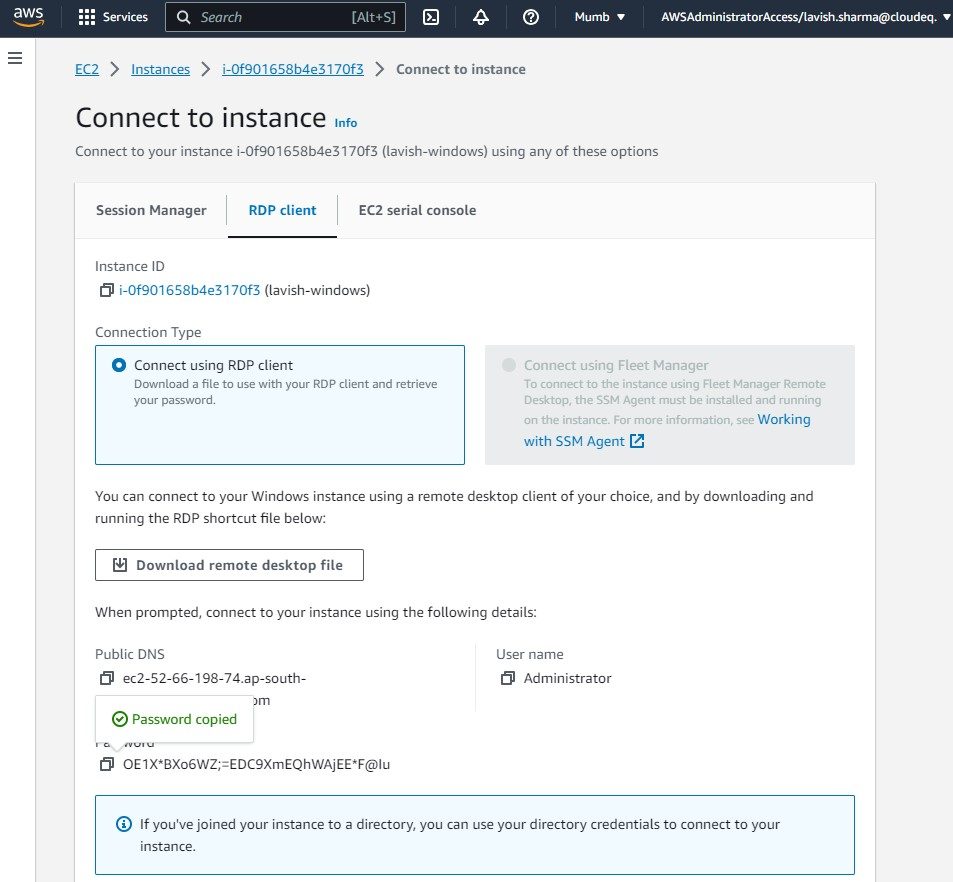 aws Services Search [Alt+S] Mumb AWSAdministratorAccess/lavish.sharma@cloudeq.
EC2 > Instances > i-0f901658b4e3170f3 > Connect to instance
Connect to instance Info
Connect to your instance i-0f901658b4e3170f3 (lavish-windows) using any of these options
Session Manager RDP client EC2 serial console
Instance ID
i-0f901658b4e3170f3 (lavish-windows)
Connection Type
Connect using RDP client
Download a file to use with your RDP client and retrieve
your password.
Connect using Fleet Manager
To connect to the instance using Fleet Manager Remote
Desktop, the SSM Agent must be installed and running
on the instance. For more information, see Working
with SSM Agent
You can connect to your Windows instance using a remote desktop client of your choice, and by downloading and
running the RDP shortcut file below:
Download remote desktop file
When prompted, connect to your instance using the following details:
Public DNS
ec2-52-66-198-74.ap-south-
om
User name
Administrator
Password copied
Password
OE1X*BXo6WZ;=EDC9XmEQhWAjEE*F@Iu
If you've joined your instance to a directory, you can use your directory credentials to connect to your
instance.